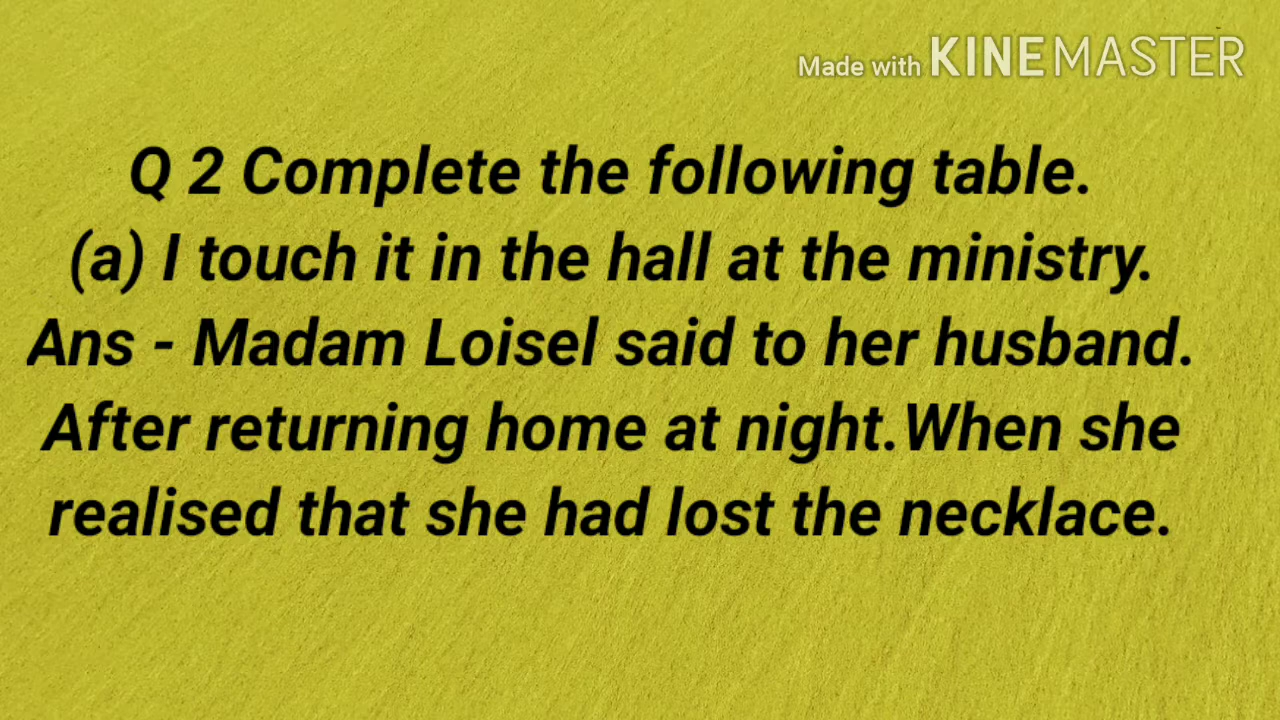 Made with KINEMASTER
Q 2 Complete the following table.
(a) I touch it in the hall at the ministry.
Ans - Madam Loisel said to her husband.
After returning home at night.When she
realised that she had lost the necklace.